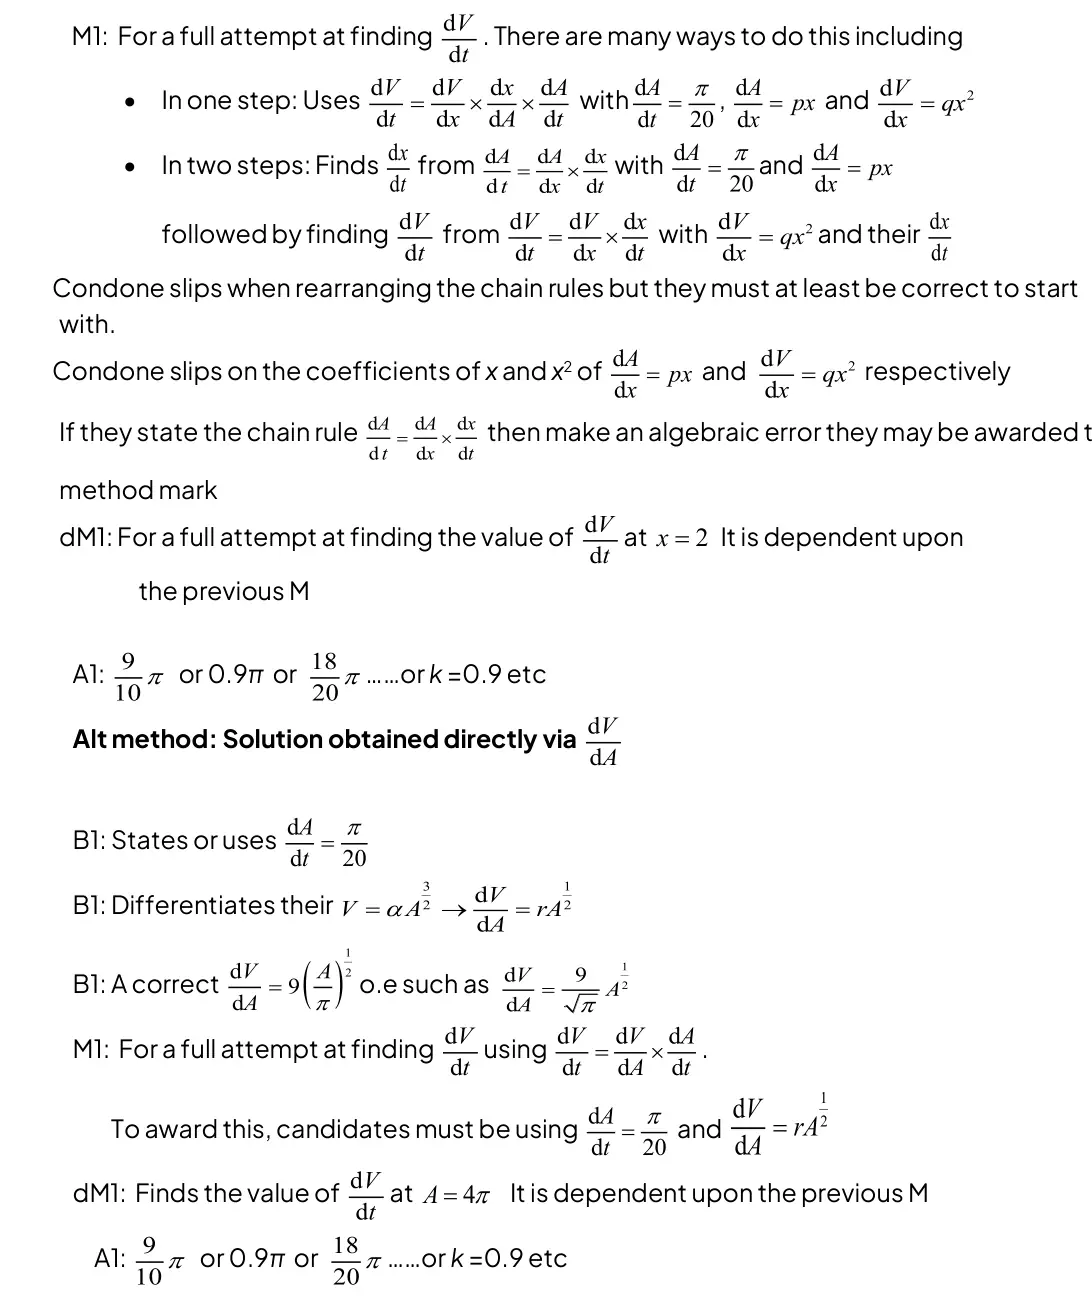 M1: For a full attempt at finding dV/dt . There are many ways to do this including
• In one step: Uses dV/dt = dV/dx × dx/dA × dA/dt with dA/dt = π/20 , dA/dx = px and dV/dx = qx²
• In two steps: Finds dx/dt from dA/dt = dA/dx × dx/dt with dA/dt = π/20 and dA/dx = px
followed by finding dV/dt from dV/dt = dV/dx × dx/dt with dV/dx = qx² and their dx/dt
Condone slips when rearranging the chain rules but they must at least be correct to start
with.
Condone slips on the coefficients of x and x² of dA/dx = px and dV/dx = qx² respectively
If they state the chain rule dA/dt = dA/dx × dx/dt then make an algebraic error they may be awarded t
method mark
dM1: For a full attempt at finding the value of dV/dt at x = 2 It is dependent upon
the previous M
A1: 9/10 π or 0.9π or 18/20 π ......or k =0.9 etc
Alt method: Solution obtained directly via dV/dA
B1: States or uses dA/dt = π/20
B1: Differentiates their V = αA^(3/2) → dV/dA = rA^(1/2)
B1: A correct dV/dA = 9(A/π)^(1/2) o.e such as dV/dA = 9/√π A^(1/2)
M1: For a full attempt at finding dV/dt using dV/dt = dV/dA × dA/dt .
To award this, candidates must be using dA/dt = π/20 and dV/dA = rA^(1/2)
dM1: Finds the value of dV/dt at A = 4π It is dependent upon the previous M
A1: 9/10 π or 0.9π or 18/20 π ......or k =0.9 etc